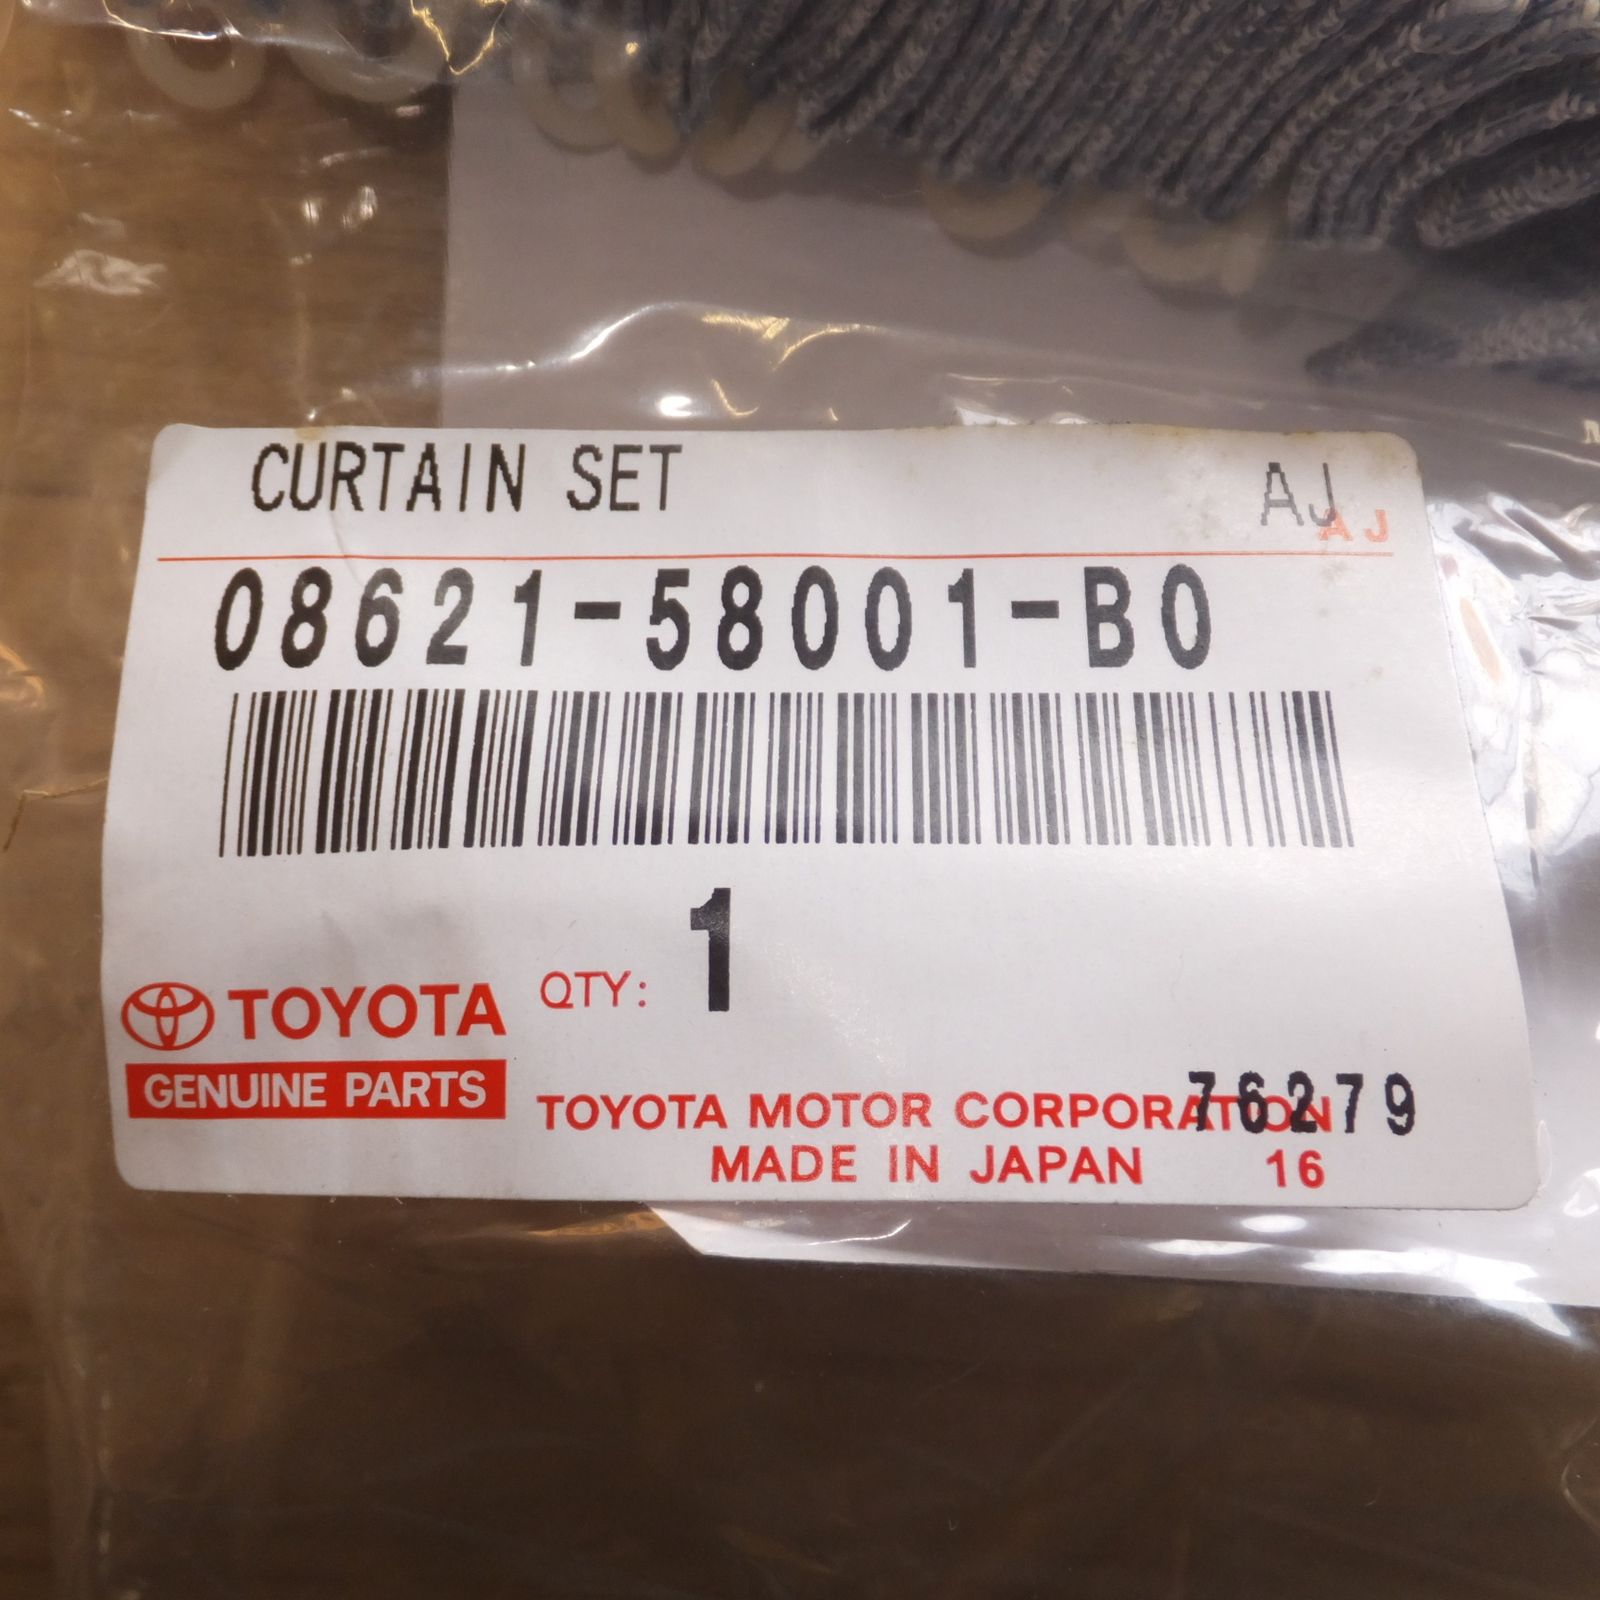 CURTAIN SET AJ
AJ
08621-58001-B0
1
QTY:
TOYOTA
GENUINE PARTS
76279
TOYOTA MOTOR CORPORATION
MADE IN JAPAN 16